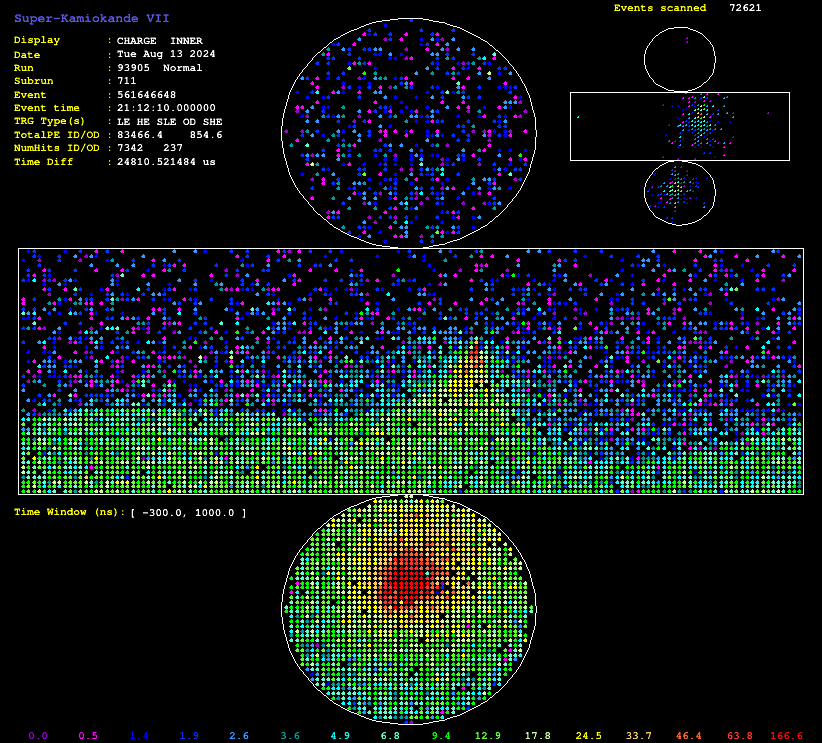 Super-Kamiokande VII
Events scanned 72621
Display : CHARGE INNER
Date : Tue Aug 13 2024
Run : 93905 Normal
Subrun : 711
Event : 561646648
Event time : 21:12:10.000000
TRG Type(s) : LE HE SLE OD SHE
TotalPE ID/OD : 83466.4 854.6
NumHits ID/OD : 7342 237
Time Diff : 24810.521484 us
Time Window (ns): [ -300.0, 1000.0 ]
0.0 0.5 1.4 1.9 2.6 3.6 4.9 6.8 9.4 12.9 17.8 24.5 33.7 46.4 63.8 166.6